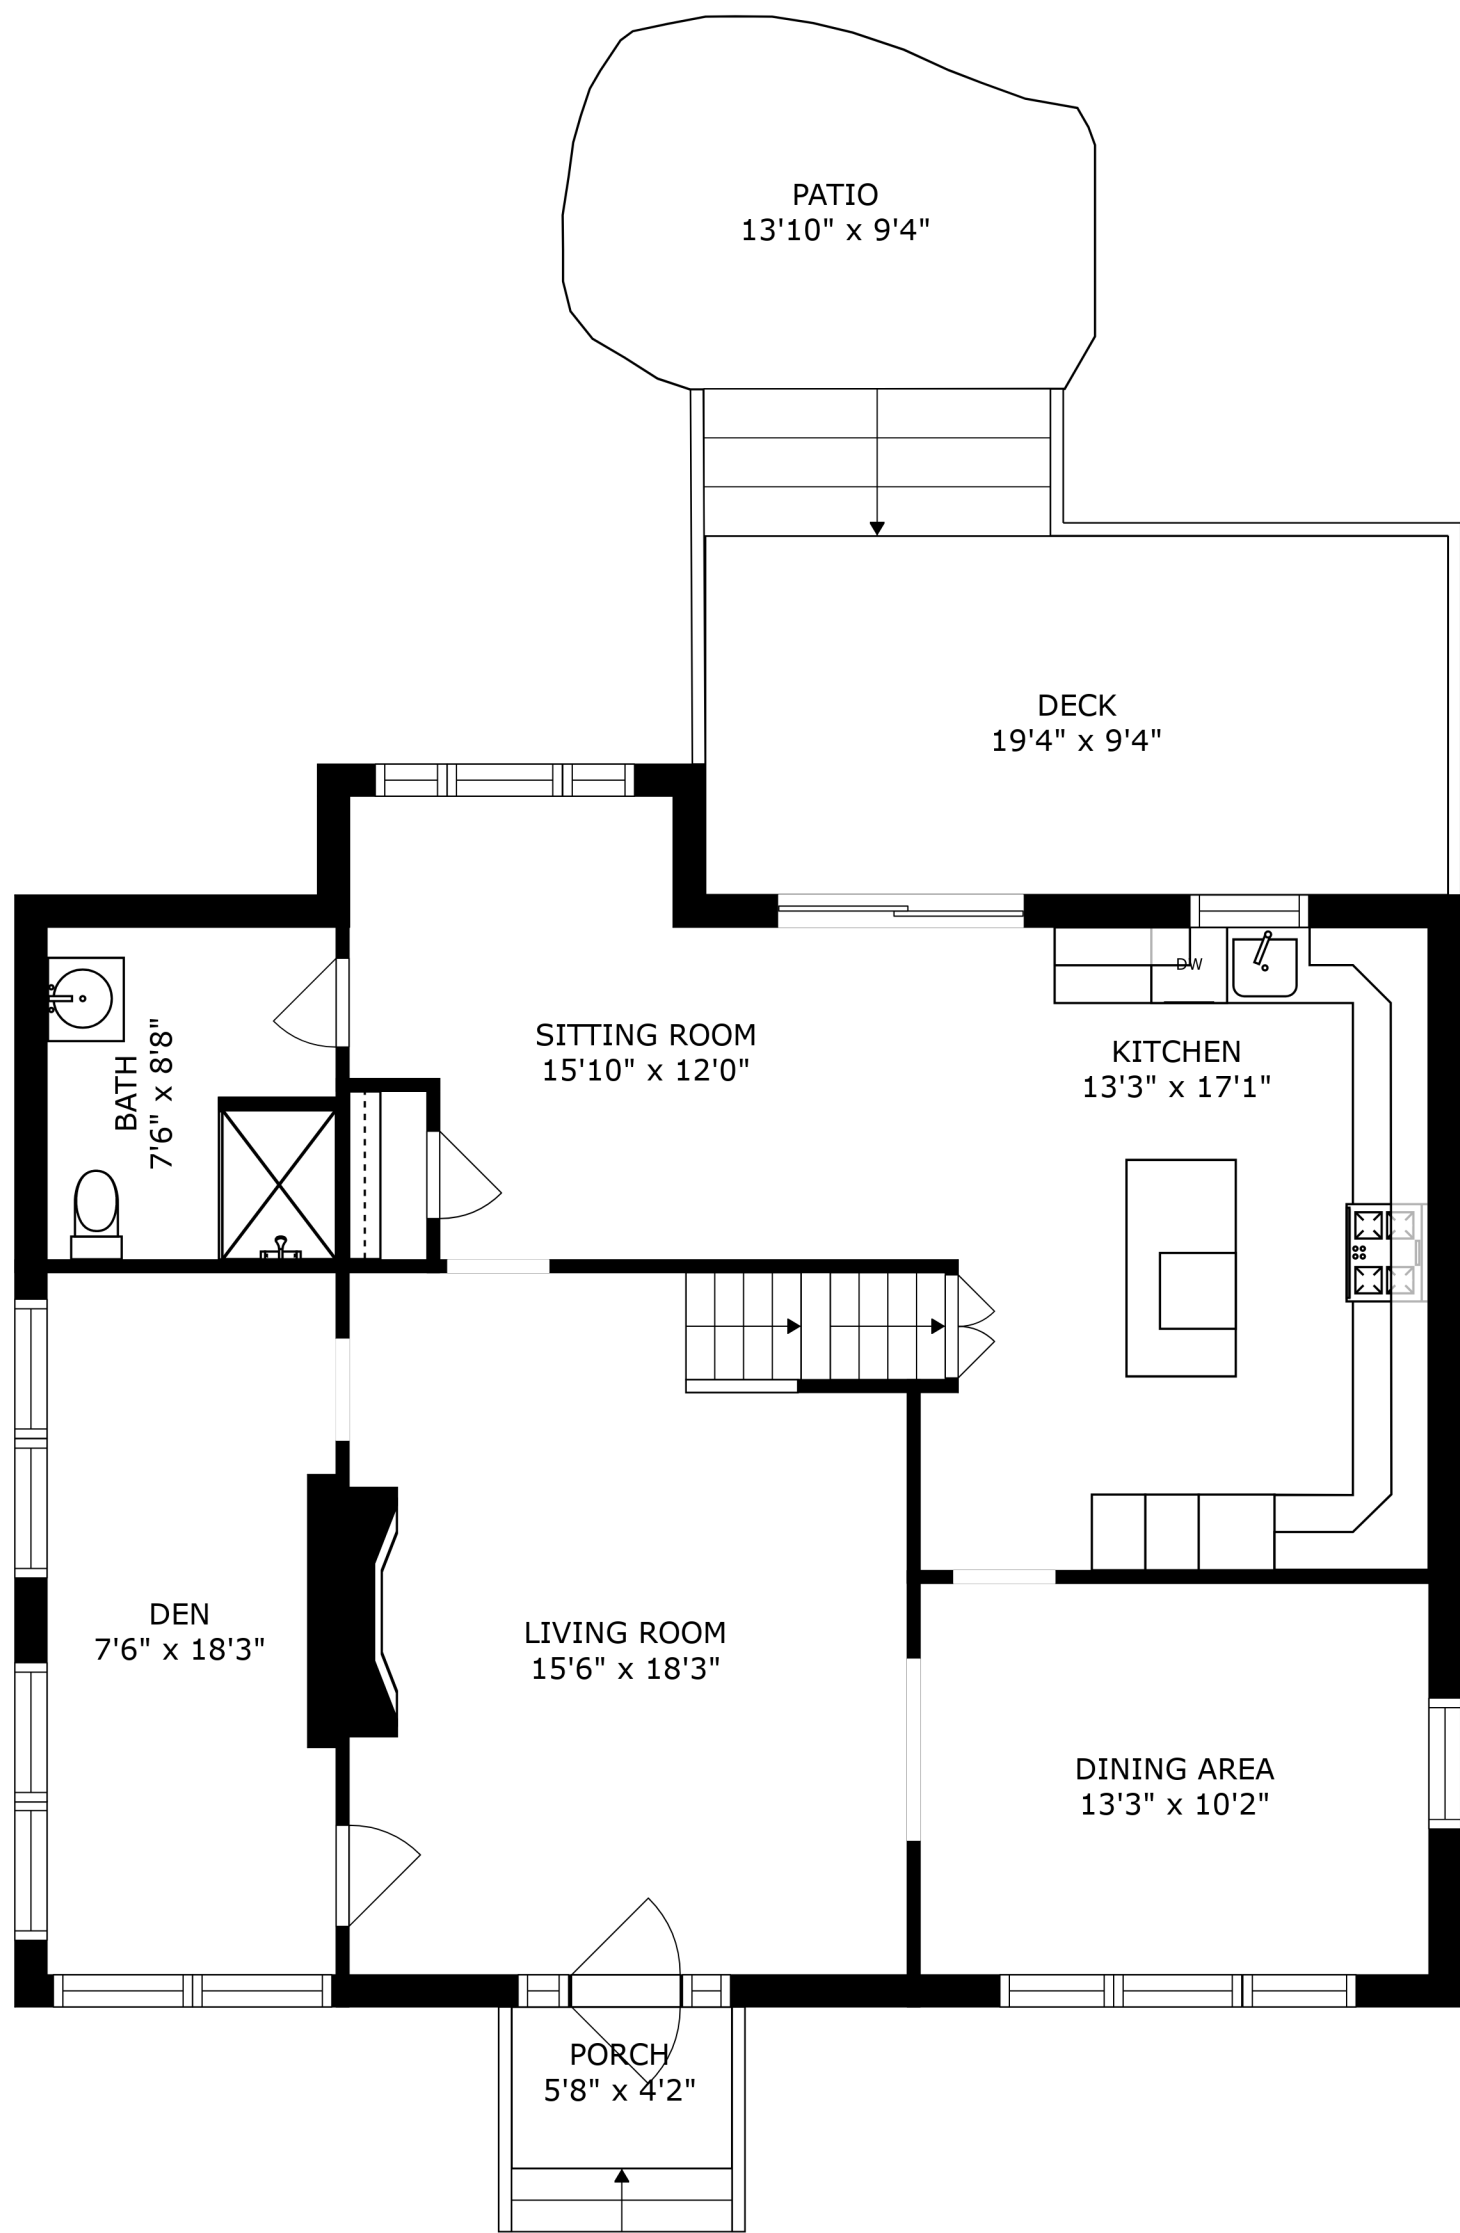 PATIO
13'10" x 9'4"
DECK
19'4" x 9'4"
SITTING ROOM
15'10" x 12'0"
DW
KITCHEN
13'3" x 17'1"
BATH
7'6" x 8'8"
DEN
7'6" x 18'3"
LIVING ROOM
15'6" x 18'3"
DINING AREA
13'3" x 10'2"
PORCH
5'8" x 4'2"